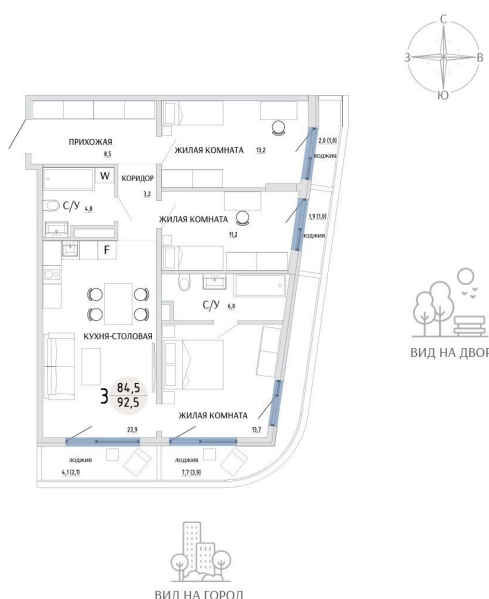 С
З
В
Ю
ПРИХОЖАЯ
8,5
ЖИЛАЯ КОМНАТА
13,2
2,0 (1,0)
ЛОДЖИЯ
W
КОРИДОР
3,2
С/У
4,8
ЖИЛАЯ КОМНАТА
11,2
1,9 (1,0)
ЛОДЖИЯ
F
С/У
6,0
КУХНЯ-СТОЛОВАЯ
ВИД НА ДВОР
3
84,5
92,5
ЖИЛАЯ КОМНАТА
23,9
13,7
ЛОДЖИЯ
4,1 (2,1)
ЛОДЖИЯ
7,7 (3,9)
ВИД НА ГОРОД